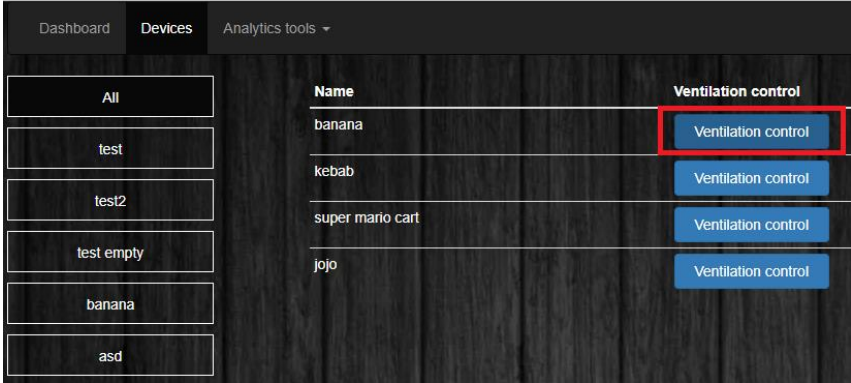 Dashboard Devices Analytics tools
All
test
test2
test empty
banana
asd
Name Ventilation control
banana Ventilation control
kebab Ventilation control
super mario cart Ventilation control
jojo Ventilation control